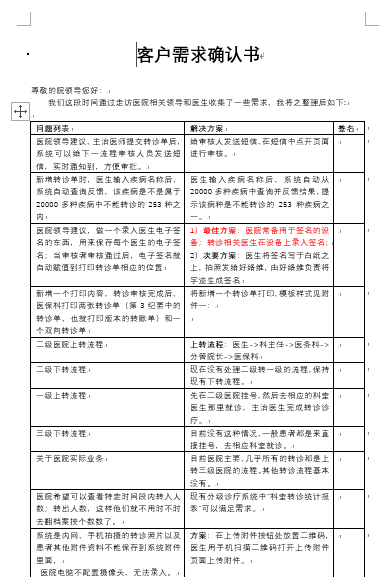 客户需求确认书
尊敬的院领导您好：
我们这段时间通过走访医院相关领导和医生收集了一些需求，我将之整理后如下:
问题列表：
解决方案：
签名：
医院领导建议，主治医师提交转诊单后，
系统可以给下一流程审核人员发送短
信，实时通知到，方便审批。
给审核人发送短信，在短信中点开页面
进行审核。
新增转诊单时，医生输入疾病名称后，
系统自动查询反馈，该疾病是不是属于
20000 多种疾病中不能转诊的 253 种之
内
医生输入疾病名称后，系统自动从
20000 多种疾病中查询并反馈结果，提
示该病种是不能转诊的 253 种疾病之
一。
医院领导建议，做一个录入医生电子签
名的东西，用来保存每个医生的电子签
名；当审核者审核通过后，电子签名就
自动赋值到打印转诊单相应的位置
1）最佳方案：医院常备用于签名的设
备；转诊相关医生在设备上录入签名；
2）次要方案：医生将签名写于白纸之
上，拍照发给好络维，由好络维负责将
字迹生成签名
新增一个打印内容，转诊审核完成后，
医保科打印两张转诊单（第 3 纪要中的
转诊单，也就打印版本的转账单）和一
个双向转诊单
将新增一个转诊单打印，模板样式见附
件一：
二级医院上转流程
上转流程：医生->科主任->医务科->
分管院长->医保科
二级下转流程
现在没有处理二级转一级的流程，保持
现有下转流程。
一级上转流程
先在二级医院挂号，然后去相应的科室
医生那里就诊，主治医生完成转诊诊
疗。
三级下转流程
目前没有这种情况，一般患者都是来直
接挂号，去相应科室就诊。
关于医院实际业务
目前医院主要，几乎所有的转诊都是上
转三级医院的流程，其他转诊流程基本
没有。
医院希望可以查看特定时间段内转入人
数；转出人数，这样他们就不用时不时
去翻档案按个数数了。
现有分级诊疗系统中“科室转诊统计报
表”可以满足需求。
系统是内网，手机拍摄的转诊照片以及
患者其他附件资料不能保存到系统附件
里面，
医院电脑不配置摄像头，无法录入。
方案：在上传附件按钮处放置二维码，
医生用手机扫描二维码打开上传附件
页面上传附件。